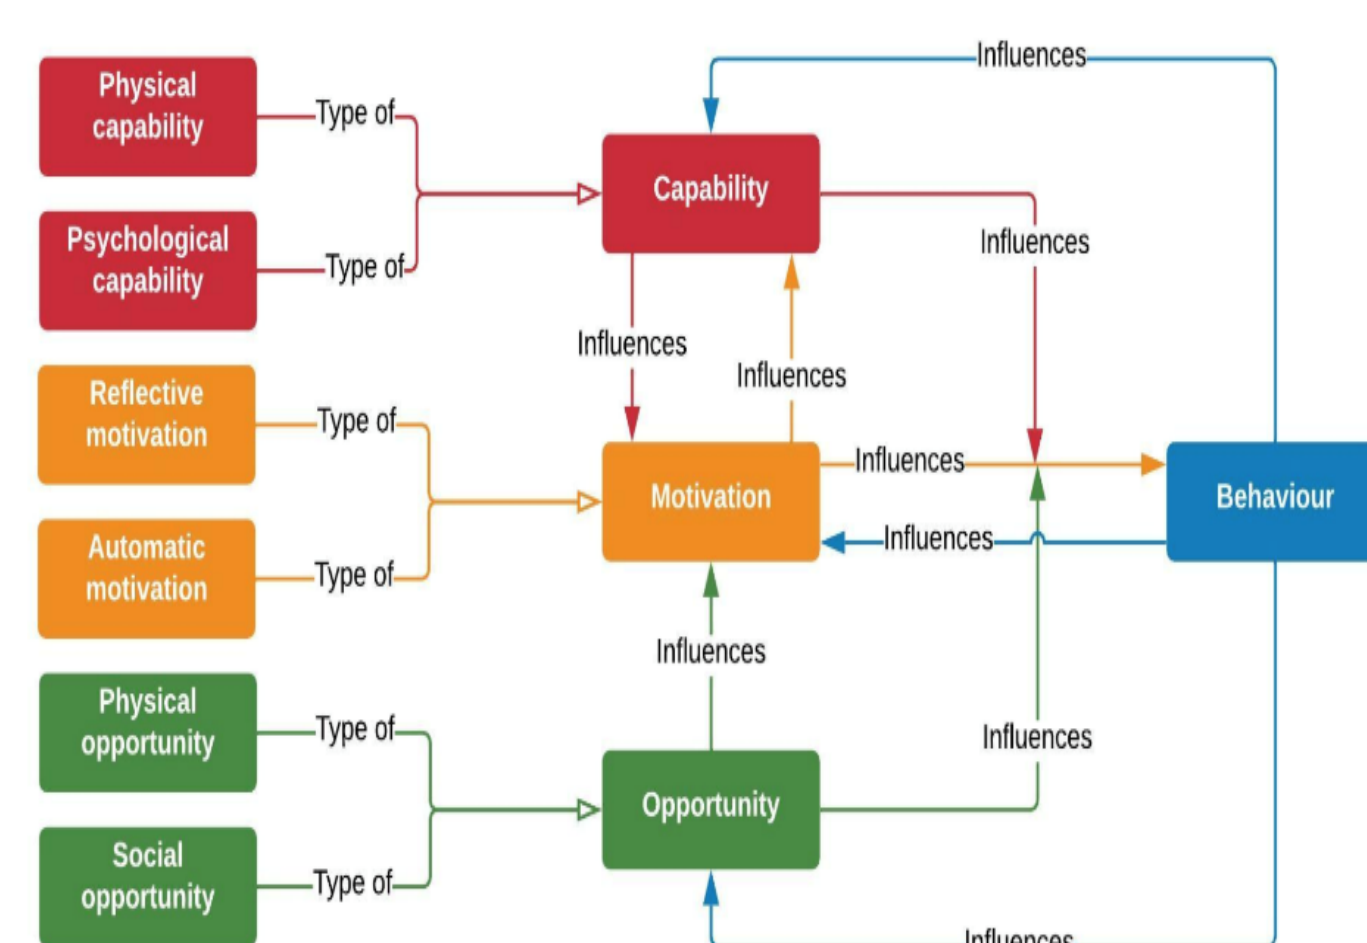 Influences
Physical
capability
Type of
Capability
Influences
Psychological
capability
Type of
Influences
Influences
Reflective
motivation
Type of
Influences
Motivation
Behaviour
Influences
Automatic
motivation
Type of
Influences
Physical
opportunity
Type of
Influences
Opportunity
Social
opportunity
Type of
Influences